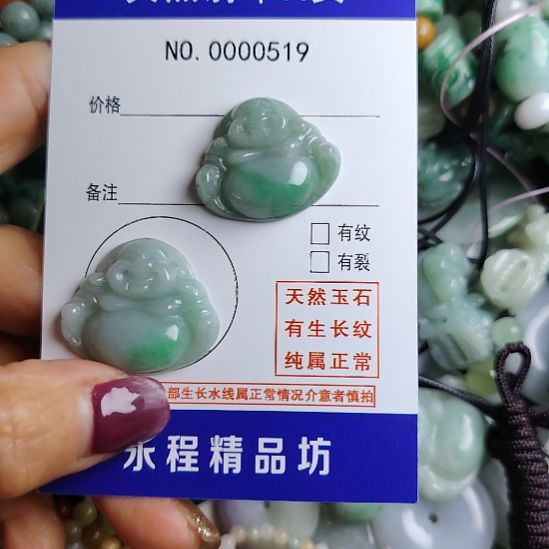 NO. 0000519
价格
备注
有纹
有裂
天然玉石
有生长纹
纯属正常
部生长水线属正常情况介意者慎拍
永程精品坊